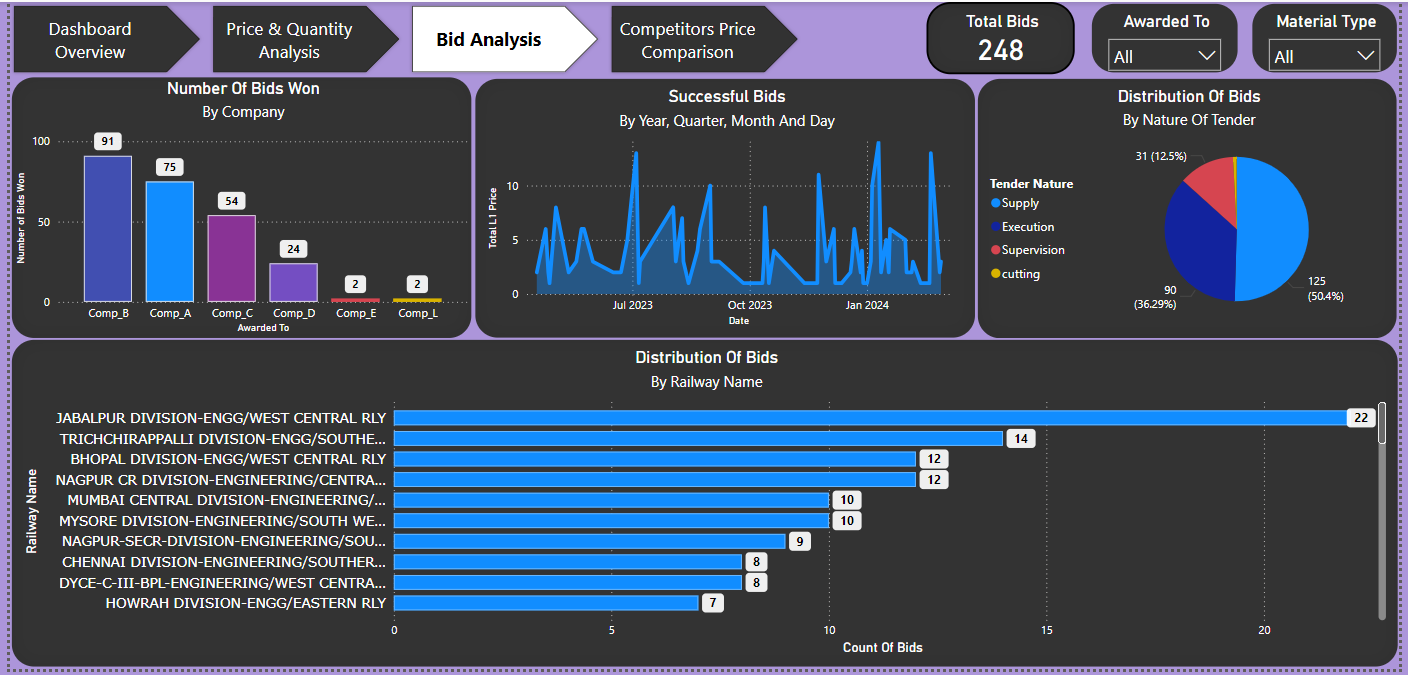 Dashboard
Overview
Price & Quantity
Analysis
Bid Analysis
Competitors Price
Comparison
Total Bids
248
Awarded To
All
Material Type
All
Number Of Bids Won
By Company
Number of Bids Won
100
50
0
91
75
54
24
2
2
Comp_B
Comp_A
Comp_C
Comp_D
Comp_E
Comp_L
Awarded To
Successful Bids
By Year, Quarter, Month And Day
Total L1 Price
10
5
0
Jul 2023
Oct 2023
Jan 2024
Date
Distribution Of Bids
By Nature Of Tender
Tender Nature
Supply
Execution
Supervision
cutting
31 (12.5%)
90
(36.29%)
125
(50.4%)
Distribution Of Bids
By Railway Name
Railway Name
JABALPUR DIVISION-ENGG/WEST CENTRAL RLY 22
TRICHCHIRAPPALLI DIVISION-ENGG/SOUTHE... 14
BHOPAL DIVISION-ENGG/WEST CENTRAL RLY 12
NAGPUR CR DIVISION-ENGINEERING/CENTRA... 12
MUMBAI CENTRAL DIVISION-ENGINEERING/... 10
MYSORE DIVISION-ENGINEERING/SOUTH WE... 10
NAGPUR-SECR-DIVISION-ENGINEERING/SOU... 9
CHENNAI DIVISION-ENGINEERING/SOUTHER... 8
DYCE-C-III-BPL-ENGINEERING/WEST CENTRA... 8
HOWRAH DIVISION-ENGG/EASTERN RLY 7
0
5
10
15
20
Count Of Bids